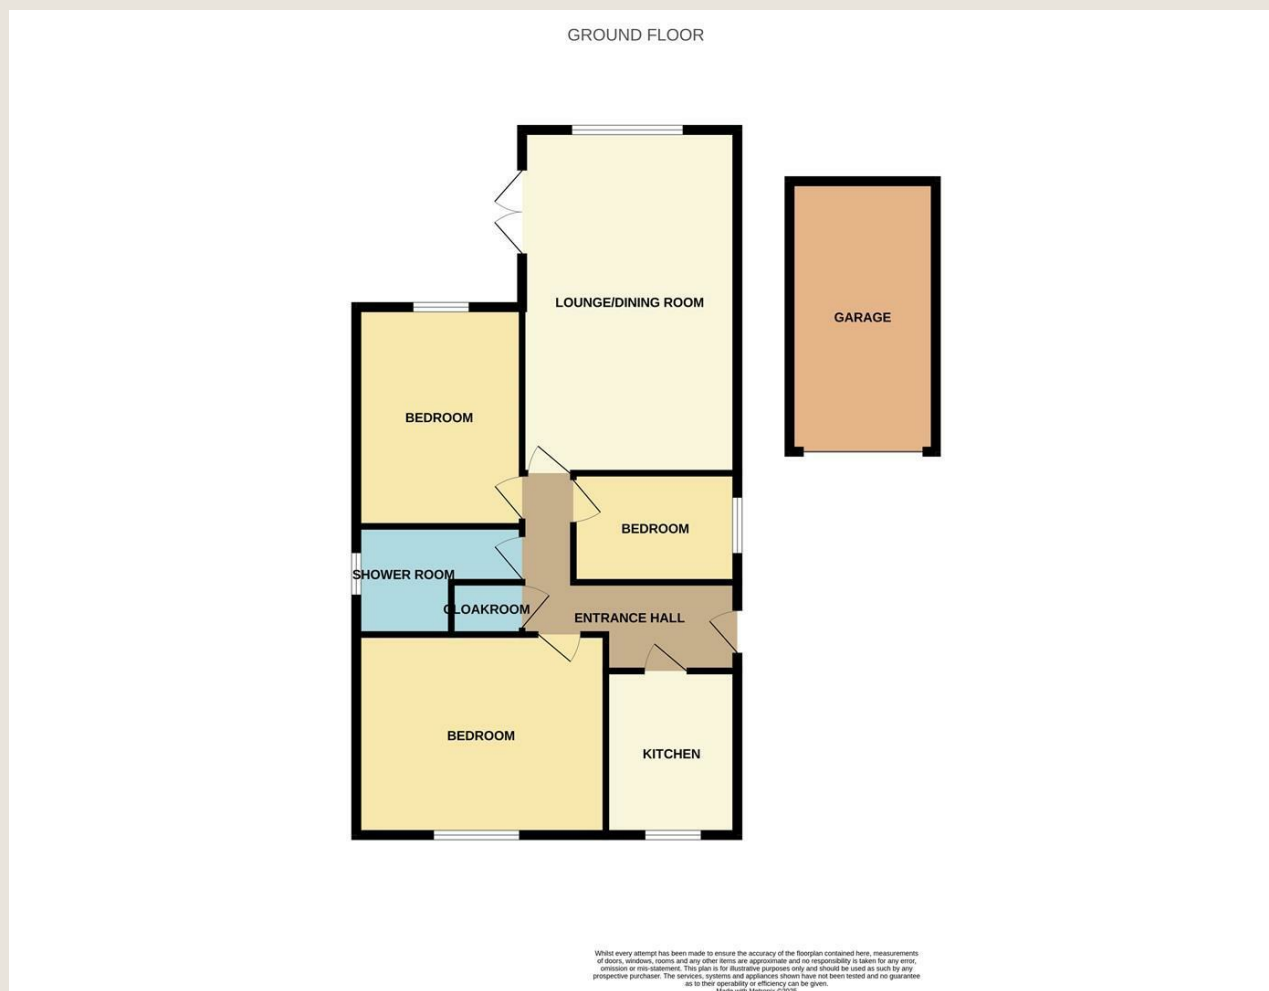 GROUND FLOOR
LOUNGE/DINING ROOM
GARAGE
BEDROOM
BEDROOM
SHOWER ROOM
CLOAKROOM
ENTRANCE HALL
BEDROOM
KITCHEN
Whilst every attempt has been made to ensure the accuracy of the floorplan contained here, measurements
of doors, windows, rooms and any other items are approximate and no responsibility is taken for any error,
omission or mis-statement. This plan is for illustrative purposes only and should be used as such by any
prospective purchaser. The services, systems and appliances shown have not been tested and no guarantee
as to their operability or efficiency can be given.
Made with Metropix ©2025